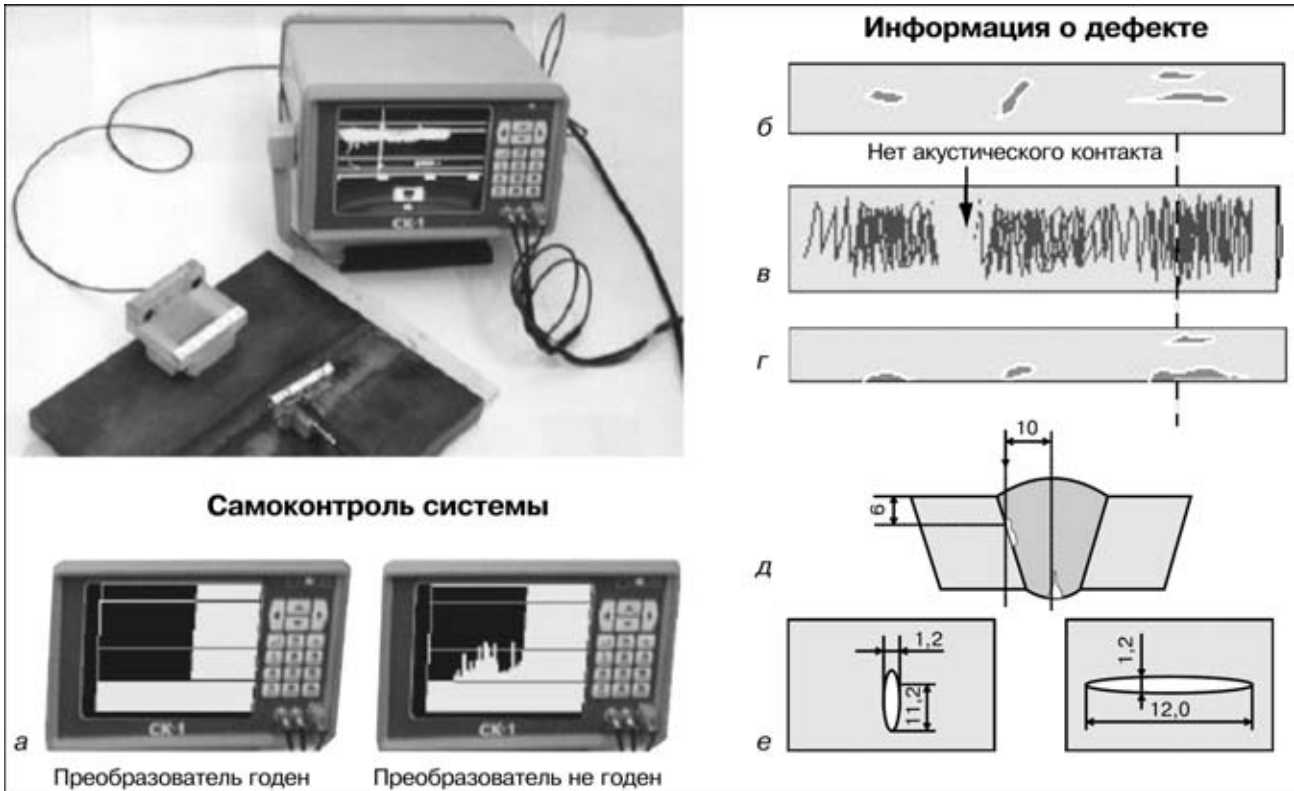 СК-1
Самоконтроль системы
СК-1
СК-1
а
Преобразователь годен
Преобразователь не годен
Информация о дефекте
б
Нет акустического контакта
в
г
10
6
д
1,2
11,2
1,2
12,0
е